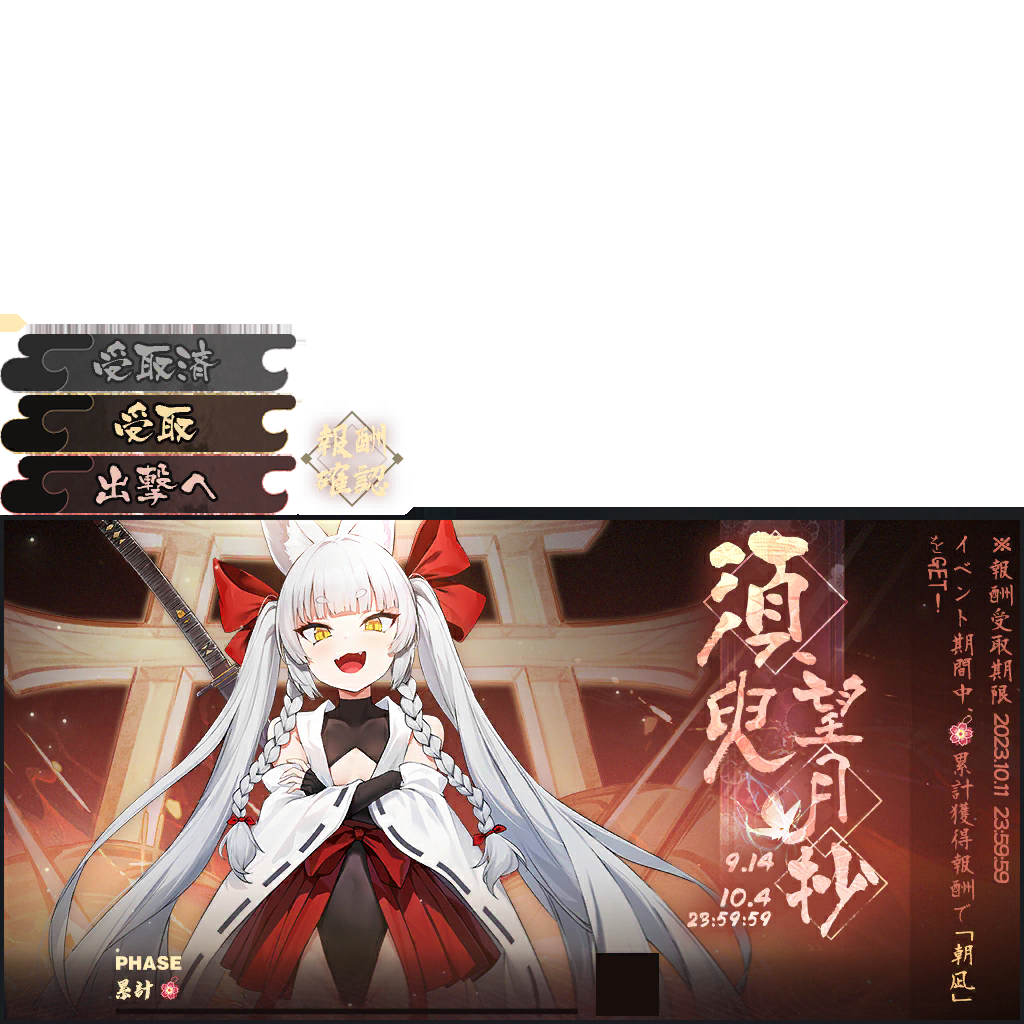 受取済
受取
出撃へ
報酬
確認
須臾
望月抄
9.14
10.4
23:59:59
※報酬受取期限 2023.10.11 23:59:59
イベント期間中、累計獲得報酬で「朝凪」
をGET！
PHASE
累計